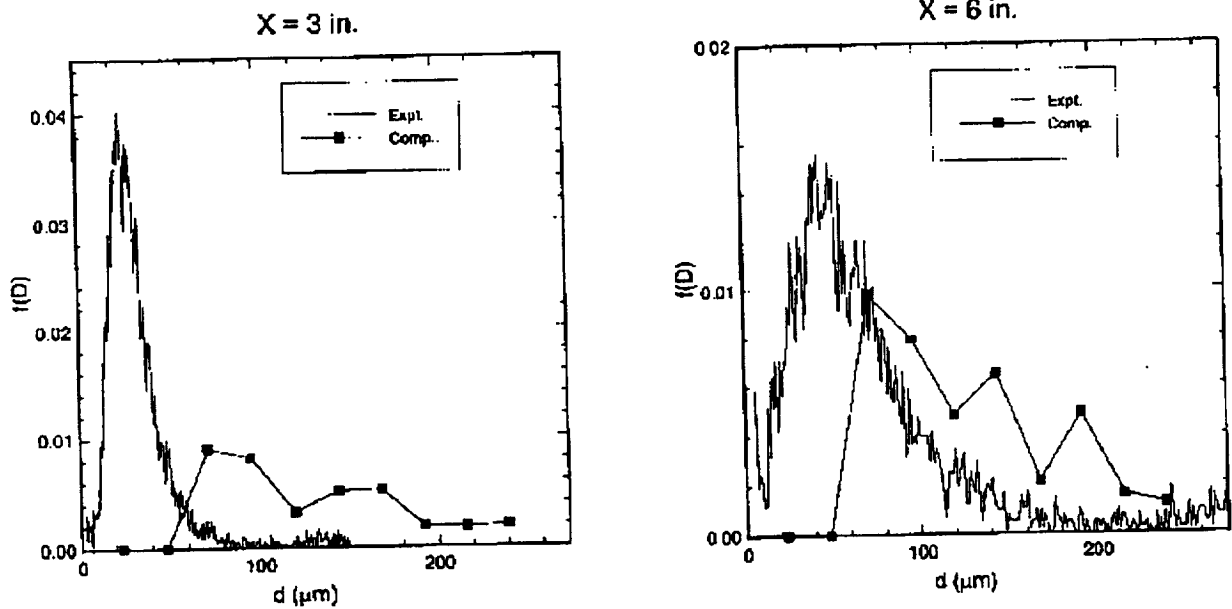 X = 3 in.
Expt.
Comp..
f(D)
0.04
0.03
0.02
0.01
0.00
0
100
200
d (μm)
X = 6 in.
Expt.
Comp.
f(D)
0.02
0.01
0.00
0
100
200
d (μm)